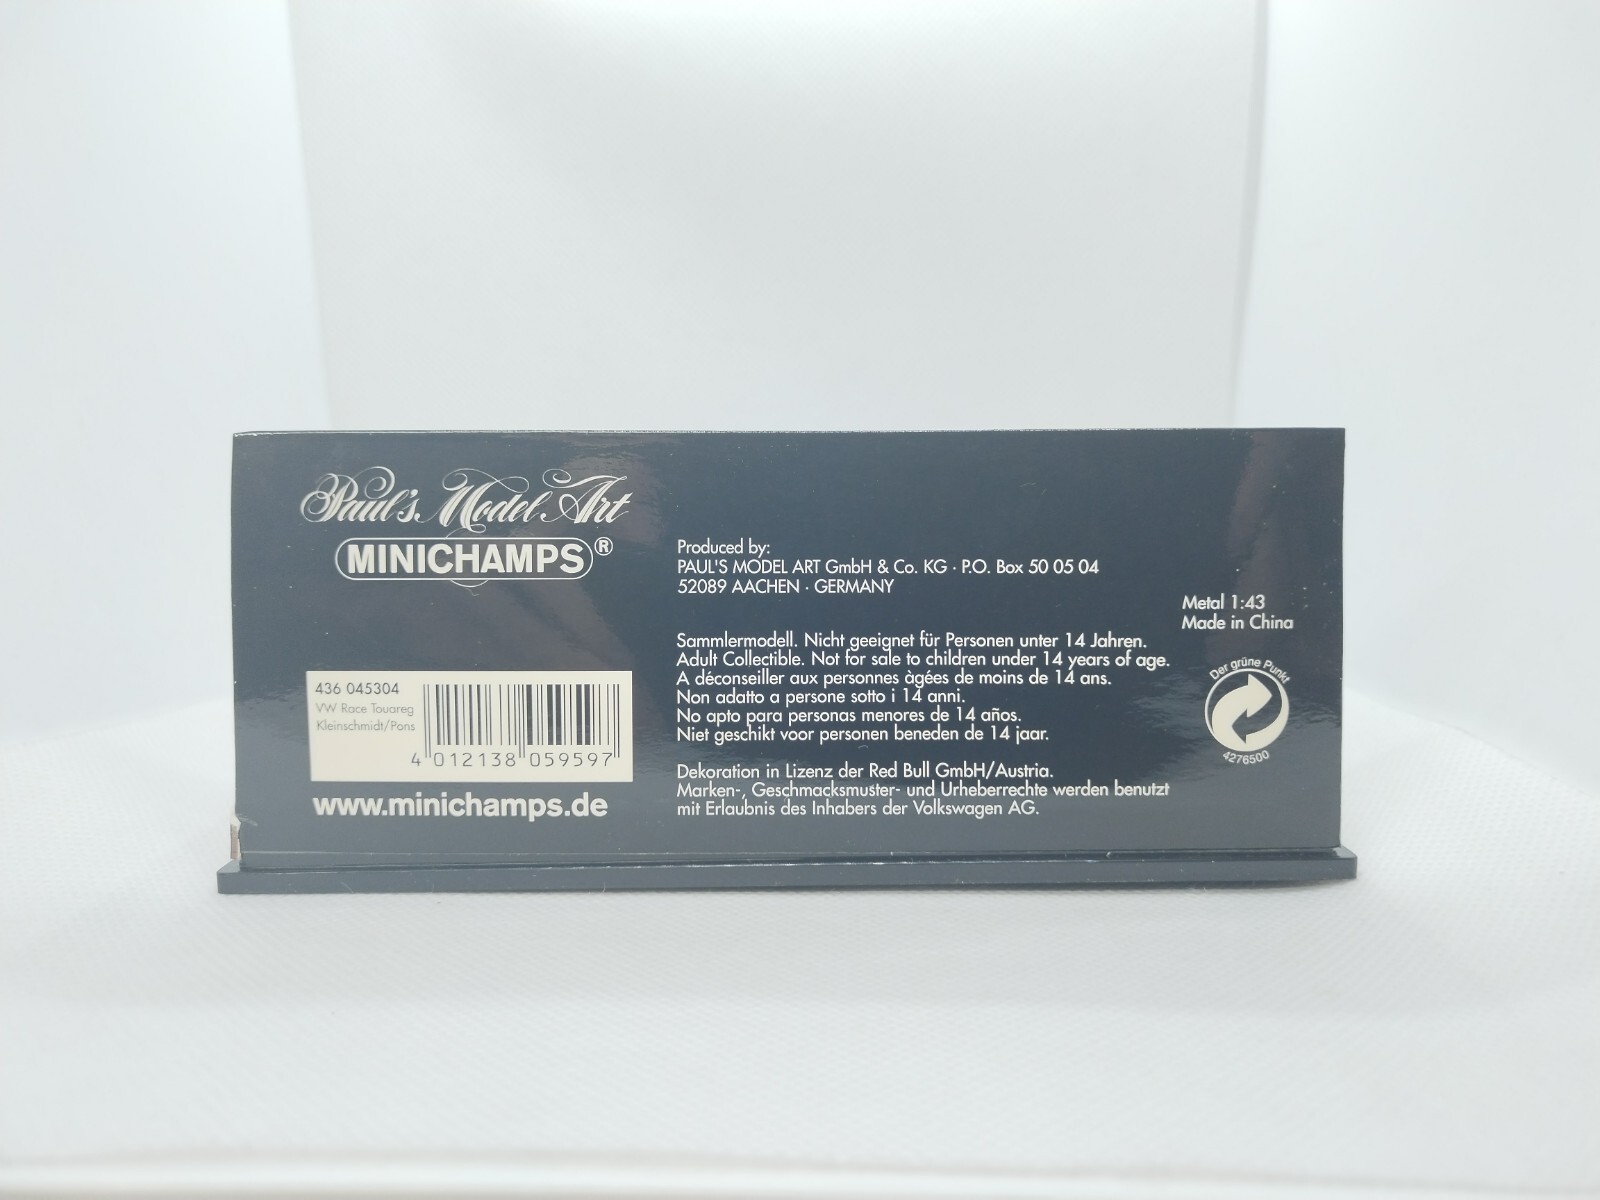 Paul's Model Art
MINICHAMPS®
436 045304
VW Race Touareg
Kleinschmidt/Pons
4 012138 059597
www.minichamps.de
Produced by:
PAUL'S MODEL ART GmbH & Co. KG · P.O. Box 50 05 04
52089 AACHEN · GERMANY
Sammlermodell. Nicht geeignet für Personen unter 14 Jahren.
Adult Collectible. Not for sale to children under 14 years of age.
A déconseiller aux personnes àgées de moins de 14 ans.
Non adatto a persone sotto i 14 anni.
No apto para personas menores de 14 años.
Niet geschikt voor personen beneden de 14 jaar.
Dekoration in Lizenz der Red Bull GmbH/Austria.
Marken-, Geschmacksmuster- und Urheberrechte werden benutzt
mit Erlaubnis des Inhabers der Volkswagen AG.
Metal 1:43
Made in China
Der grüne Punkt
4276500